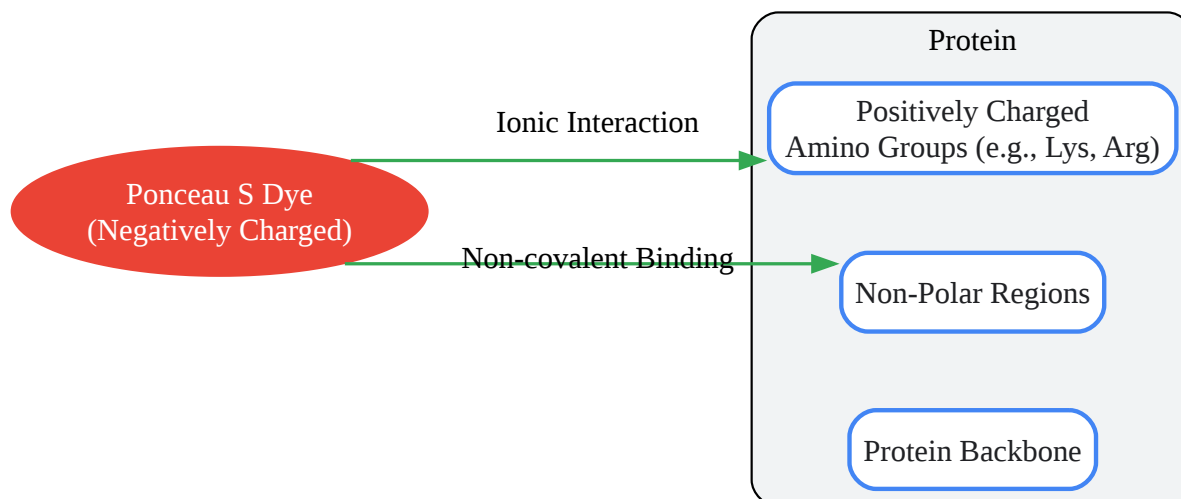 Protein
Positively Charged
Amino Groups (e.g., Lys, Arg)
Ionic Interaction
Ponceau S Dye
(Negatively Charged)
Non-covalent Binding
Non-Polar Regions
Protein Backbone